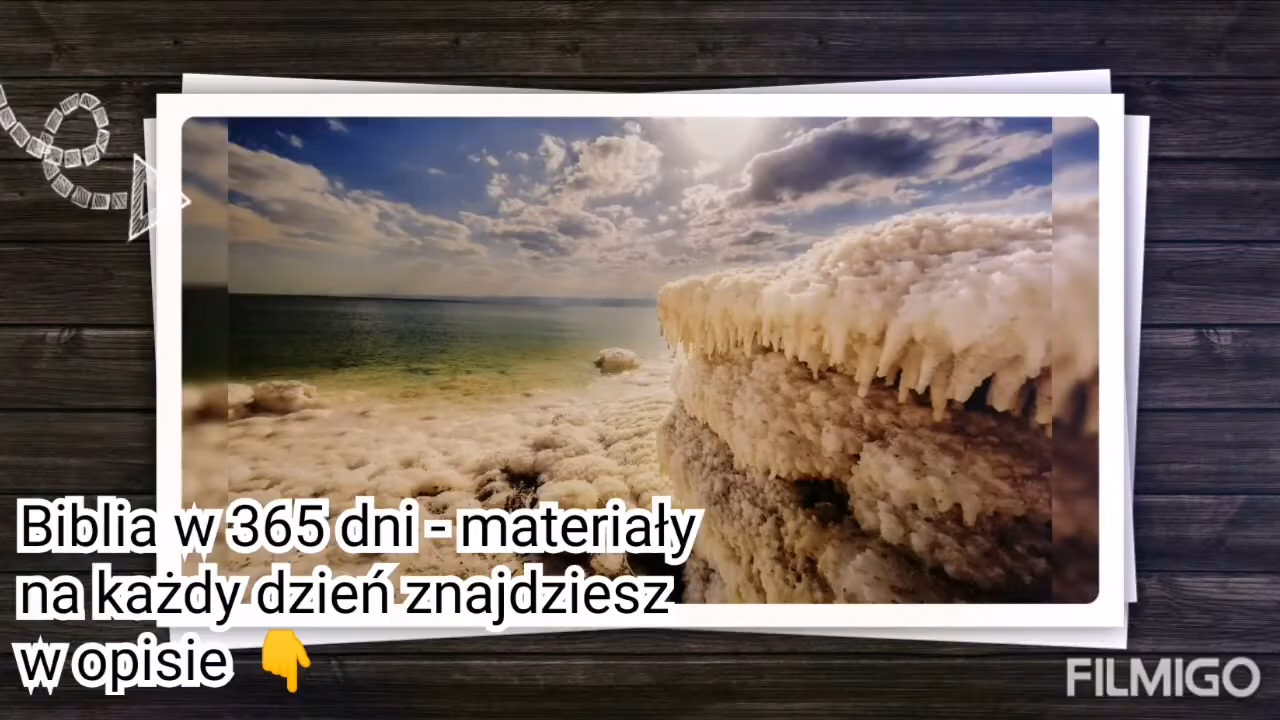 Biblia w 365 dni - materiały
na każdy dzień znajdziesz
w opisie 👇
FILMIGO